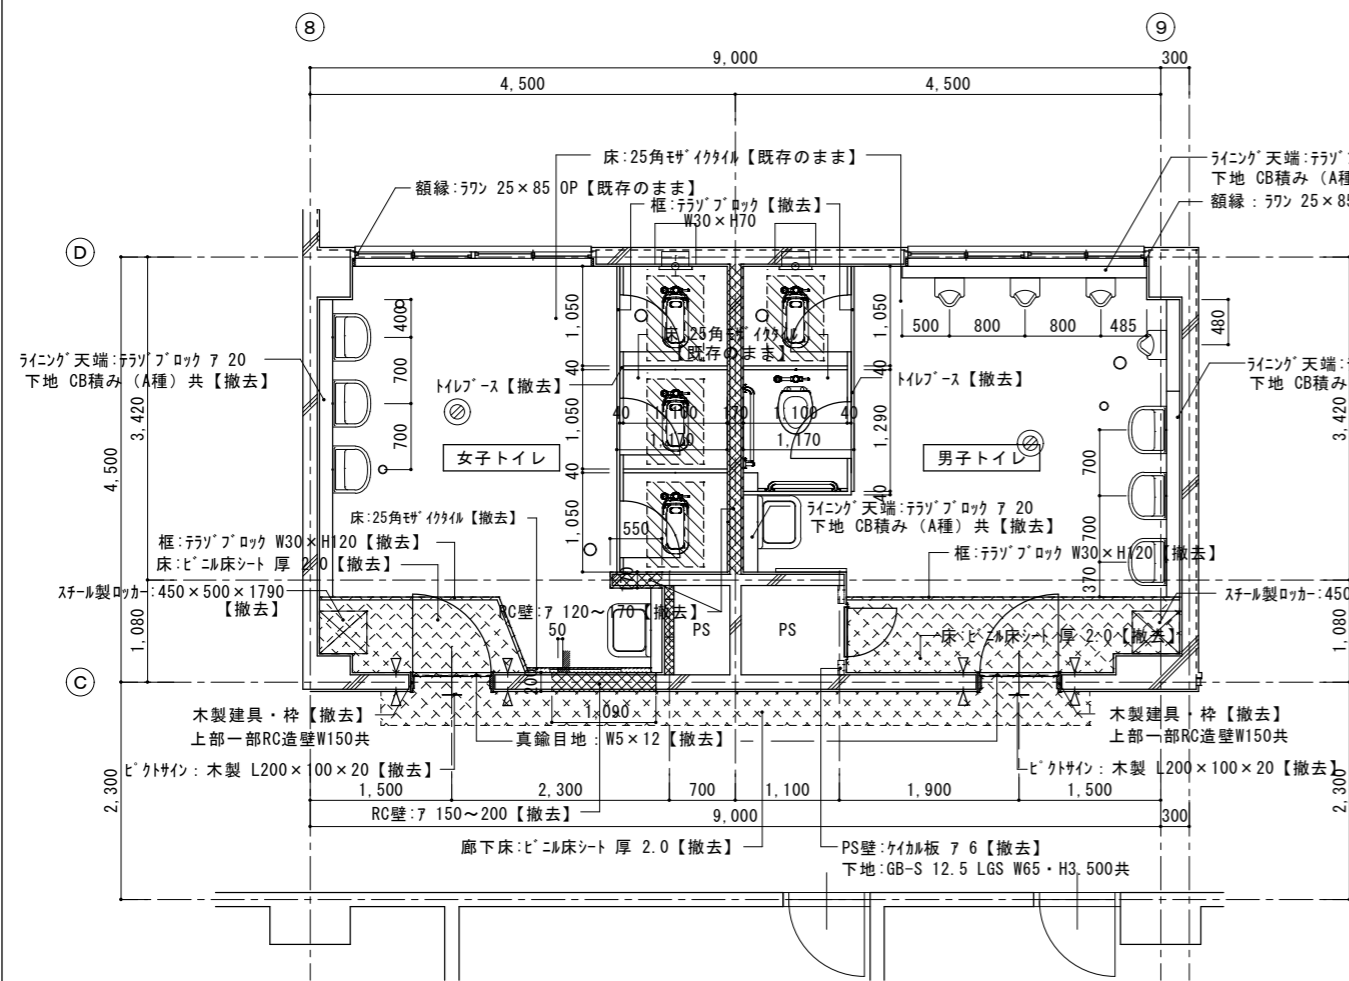 8
9
9,000
300
4,500
4,500
床:25角ﾓｻﾞｲｸﾀｲﾙ【既存のまま】
ﾗｲﾆﾝｸﾞ天端:ﾃﾗｿﾞ
下地 CB積み（A種
額縁:ﾗﾜﾝ 25×85 OP【既存のまま】
額縁：ﾗﾜﾝ 25×85
框:ﾃﾗｿﾞﾌﾞﾛｯｸ【撤去】
W30×H70
D
400
1,050
1,050
500
800
800
485
480
床:25角ﾓｻﾞｲｸﾀｲﾙ
【既存のまま】
ﾗｲﾆﾝｸﾞ天端:ﾃﾗｿﾞﾌﾞﾛｯｸ ｱ 20
下地 CB積み（A種）共【撤去】
ﾗｲﾆﾝｸﾞ天端:
下地 CB積み
40
40
700
ﾄｲﾚﾌﾞｰｽ【撤去】
ﾄｲﾚﾌﾞｰｽ【撤去】
3,420
3,420
40
1,100
170
1,100
40
1,050
1,290
700
1,170
1,170
女子トイレ
男子トイレ
700
4,500
40
40
ﾗｲﾆﾝｸﾞ天端:ﾃﾗｿﾞﾌﾞﾛｯｸ ｱ 20
下地 CB積み（A種）共【撤去】
床:25角ﾓｻﾞｲｸﾀｲﾙ【撤去】
1,050
550
700
框:ﾃﾗｿﾞﾌﾞﾛｯｸ W30×H120【撤去】
床:ﾋﾞﾆﾙ床ｼｰﾄ 厚 2.0【撤去】
框:ﾃﾗｿﾞﾌﾞﾛｯｸ W30×H120【撤去】
370
ｽﾁｰﾙ製ﾛｯｶｰ:450×500×1790
【撤去】
ｽﾁｰﾙ製ﾛｯｶｰ:450
RC壁:ｱ 120～170【撤去】
1,080
50
PS
PS
床:ﾋﾞﾆﾙ床ｼｰﾄ 厚 2.0【撤去】
1,080
C
20
1,090
木製建具・枠【撤去】
上部一部RC造壁W150共
木製建具・枠【撤去】
上部一部RC造壁W150共
真鍮目地：W5×12【撤去】
ﾋﾟｸﾄｻｲﾝ：木製 L200×100×20【撤去】
ﾋﾟｸﾄｻｲﾝ：木製 L200×100×20【撤去】
2,300
2,300
1,500
2,300
700
1,100
1,900
1,500
RC壁:ｱ 150～200【撤去】
9,000
300
廊下床:ﾋﾞﾆﾙ床ｼｰﾄ 厚 2.0【撤去】
PS壁:ｹｲｶﾙ板 ｱ 6【撤去】
下地:GB-S 12.5 LGS W65・H3,500共